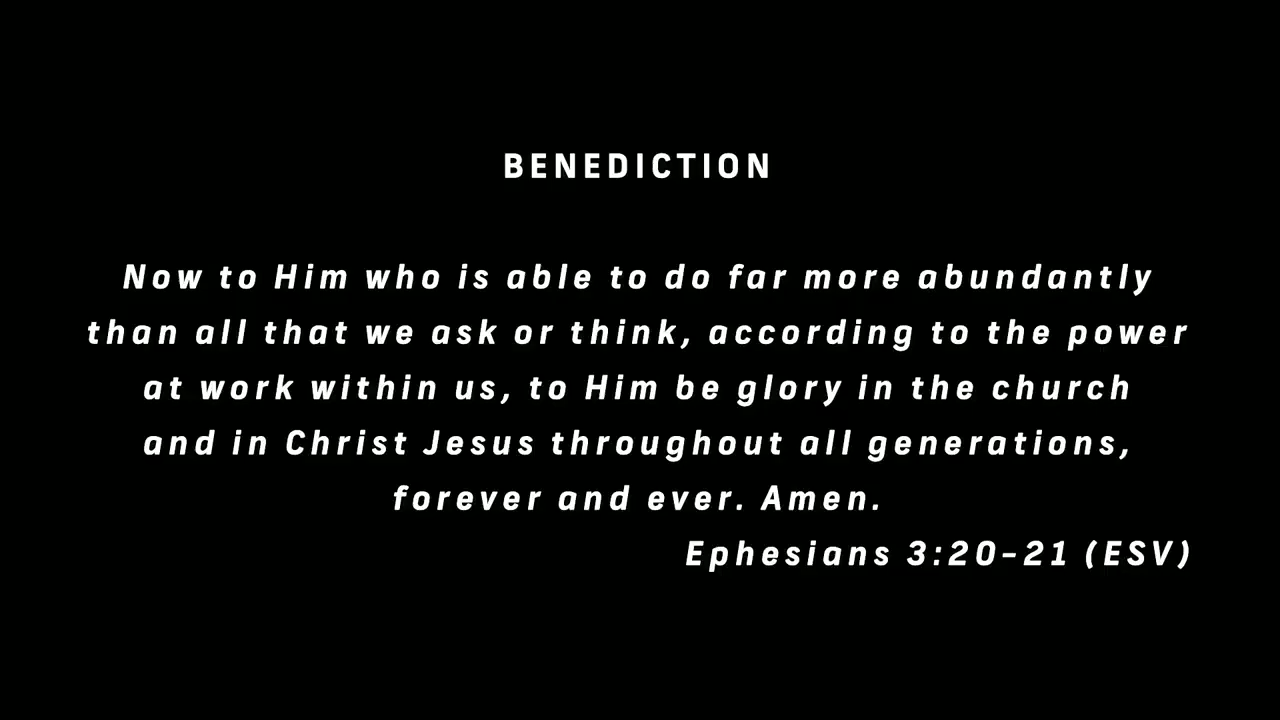 BENEDICTION
Now to Him who is able to do far more abundantly
than all that we ask or think, according to the power
at work within us, to Him be glory in the church
and in Christ Jesus throughout all generations,
forever and ever. Amen.
Ephesians 3:20-21 (ESV)